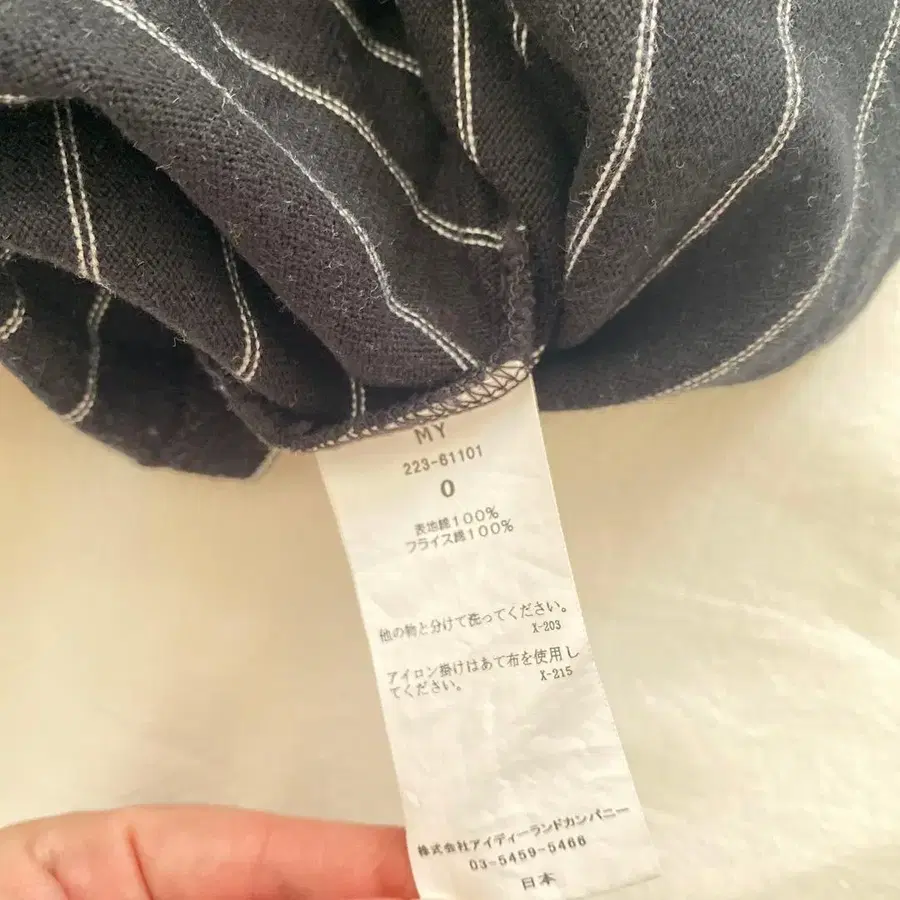 MY
223-61101
0
表地綿100%
フライス綿100%
他の物と分けて洗ってください。
X-203
アイロン掛けはあて布を使用し
てください。
X-215
株式会社アイディーランドカンパニー
03-5459-5466
日本